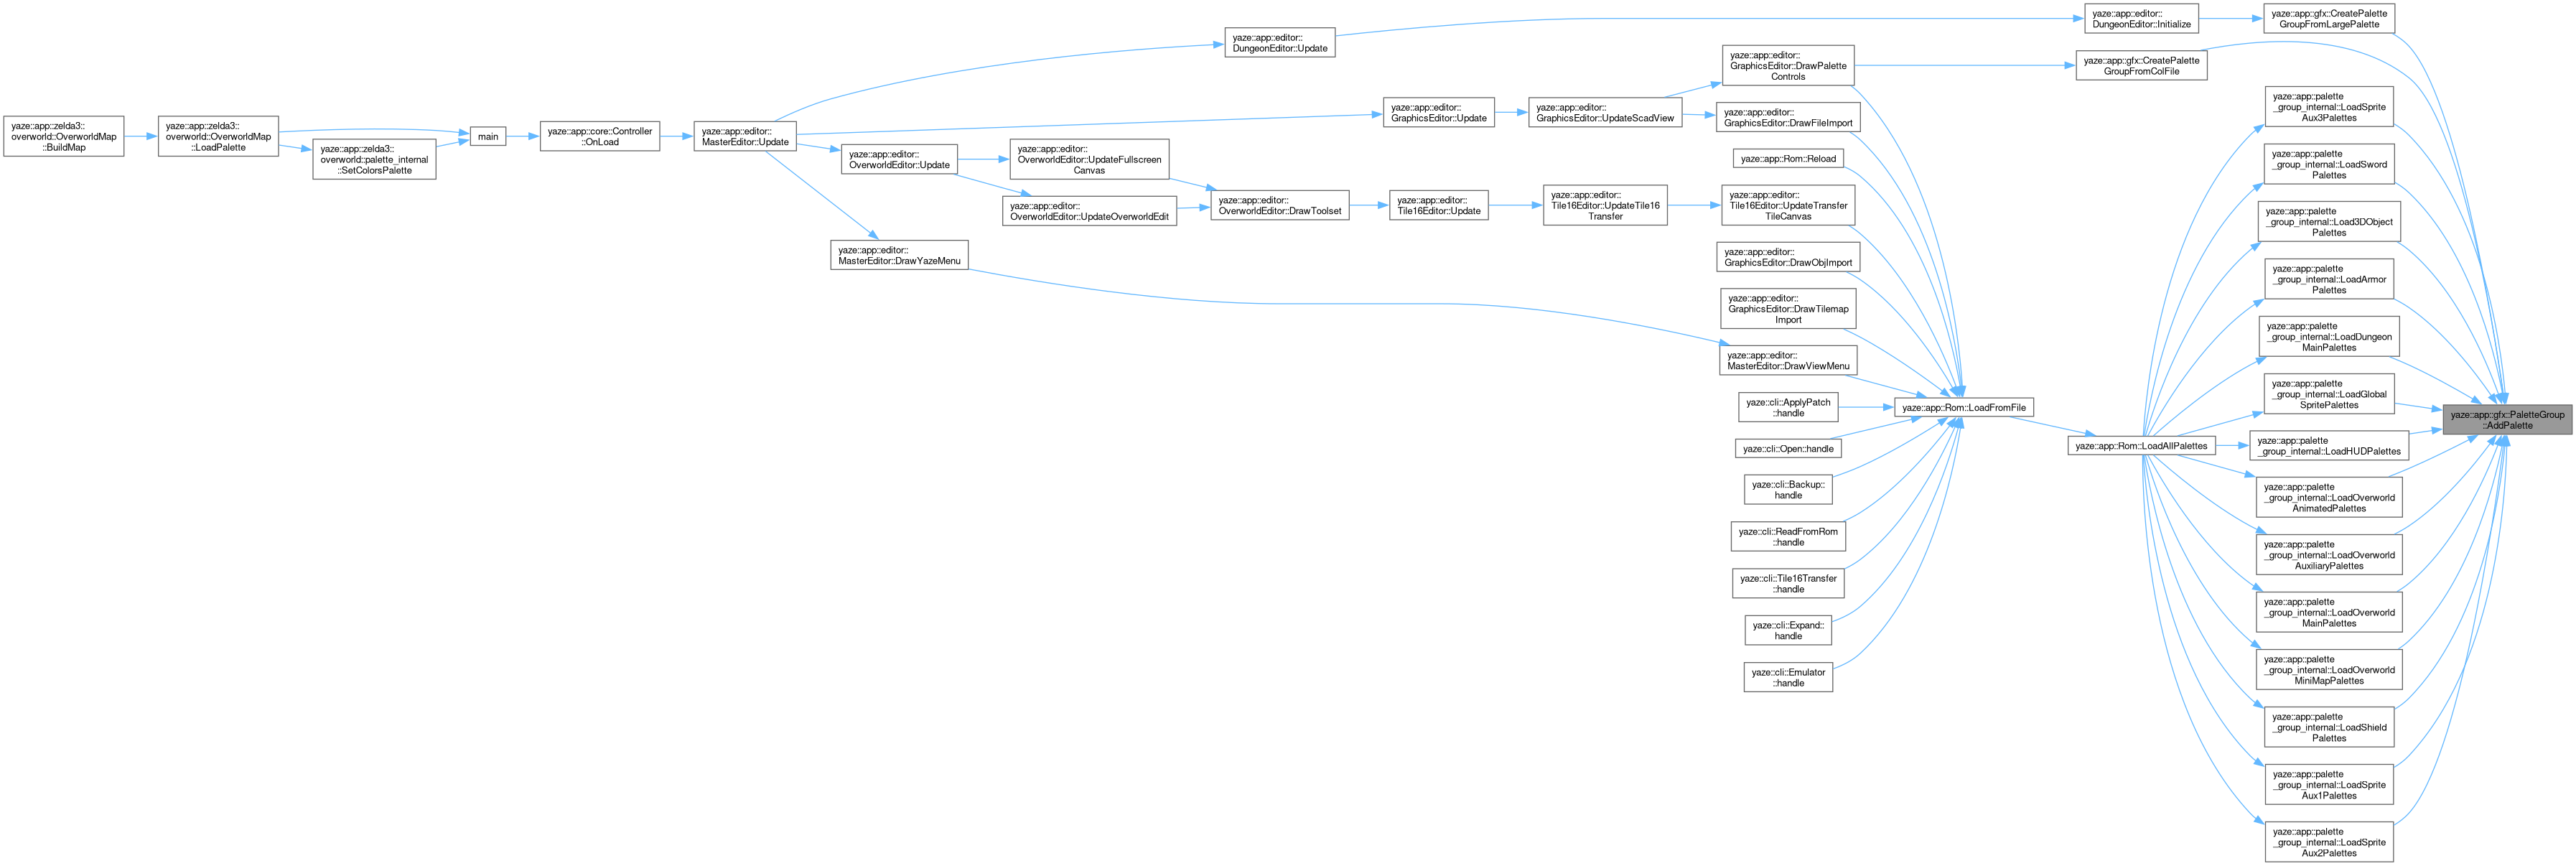 yaze::app::zelda3::
overworld::OverworldMap
::BuildMap
yaze::app::zelda3::
overworld::OverworldMap
::LoadPalette
yaze::app::zelda3::
overworld::palette_internal
::SetColorsPalette
main
yaze::app::core::Controller
::OnLoad
yaze::app::editor::
MasterEditor::Update
yaze::app::editor::
DungeonEditor::Update
yaze::app::editor::
OverworldEditor::Update
yaze::app::editor::
MasterEditor::DrawYazeMenu
yaze::app::editor::
OverworldEditor::UpdateFullscreen
Canvas
yaze::app::editor::
OverworldEditor::UpdateOverworldEdit
yaze::app::editor::
OverworldEditor::DrawToolset
yaze::app::editor::
GraphicsEditor::Update
yaze::app::editor::
Tile16Editor::Update
yaze::app::editor::
GraphicsEditor::UpdateScadView
yaze::app::editor::
Tile16Editor::UpdateTile16
Transfer
yaze::app::editor::
GraphicsEditor::DrawPalette
Controls
yaze::app::editor::
GraphicsEditor::DrawFileImport
yaze::app::Rom::Reload
yaze::app::editor::
Tile16Editor::UpdateTransfer
TileCanvas
yaze::app::editor::
GraphicsEditor::DrawObjImport
yaze::app::editor::
GraphicsEditor::DrawTilemap
Import
yaze::app::editor::
MasterEditor::DrawViewMenu
yaze::cli::ApplyPatch
::handle
yaze::cli::Open::handle
yaze::cli::Backup::
handle
yaze::cli::ReadFromRom
::handle
yaze::cli::Tile16Transfer
::handle
yaze::cli::Expand::
handle
yaze::cli::Emulator
::handle
yaze::app::Rom::LoadFromFile
yaze::app::editor::
DungeonEditor::Initialize
yaze::app::gfx::CreatePalette
GroupFromColFile
yaze::app::Rom::LoadAllPalettes
yaze::app::gfx::CreatePalette
GroupFromLargePalette
yaze::app::palette
_group_internal::LoadSprite
Aux3Palettes
yaze::app::palette
_group_internal::LoadSword
Palettes
yaze::app::palette
_group_internal::Load3DObject
Palettes
yaze::app::palette
_group_internal::LoadArmor
Palettes
yaze::app::palette
_group_internal::LoadDungeon
MainPalettes
yaze::app::palette
_group_internal::LoadGlobal
SpritePalettes
yaze::app::palette
_group_internal::LoadHUDPalettes
yaze::app::palette
_group_internal::LoadOverworld
AnimatedPalettes
yaze::app::palette
_group_internal::LoadOverworld
AuxiliaryPalettes
yaze::app::palette
_group_internal::LoadOverworld
MainPalettes
yaze::app::palette
_group_internal::LoadOverworld
MiniMapPalettes
yaze::app::palette
_group_internal::LoadShield
Palettes
yaze::app::palette
_group_internal::LoadSprite
Aux1Palettes
yaze::app::palette
_group_internal::LoadSprite
Aux2Palettes
yaze::app::gfx::PaletteGroup
::AddPalette